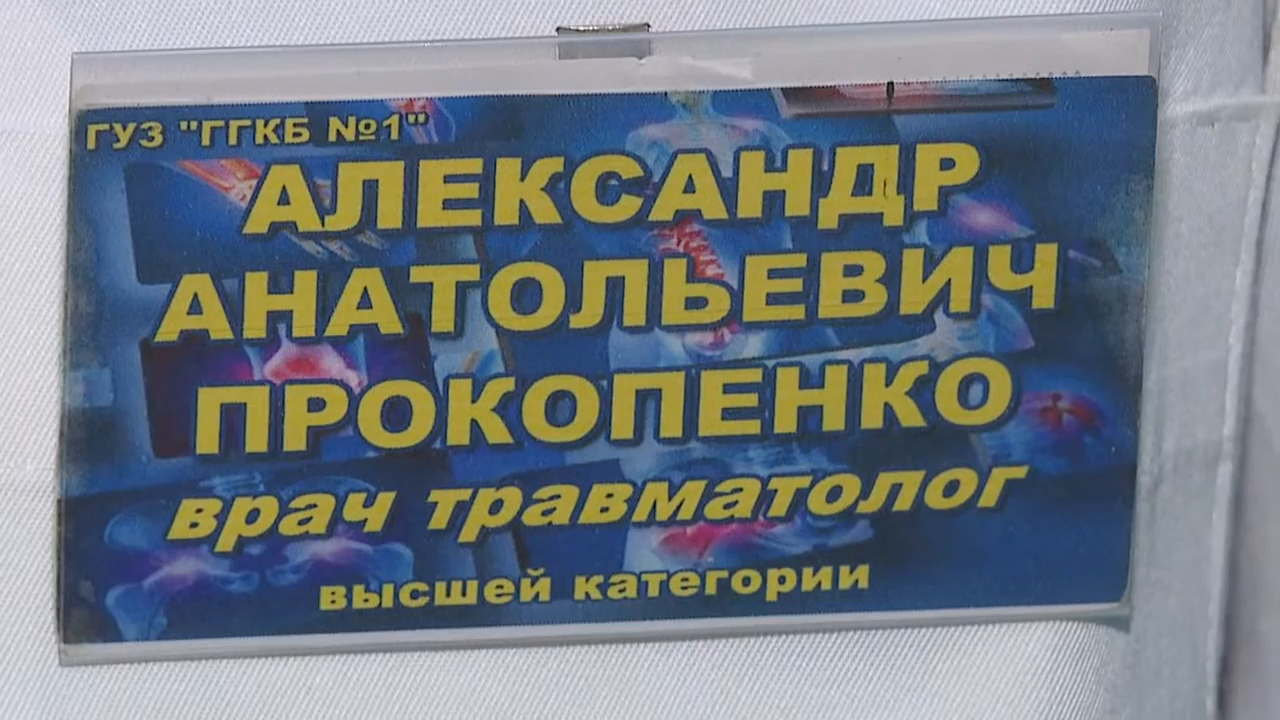 ГУЗ "ГГКБ №1"
АЛЕКСАНДР
АНАТОЛЬЕВИЧ
ПРОКОПЕНКО
врач травматолог
высшей категории